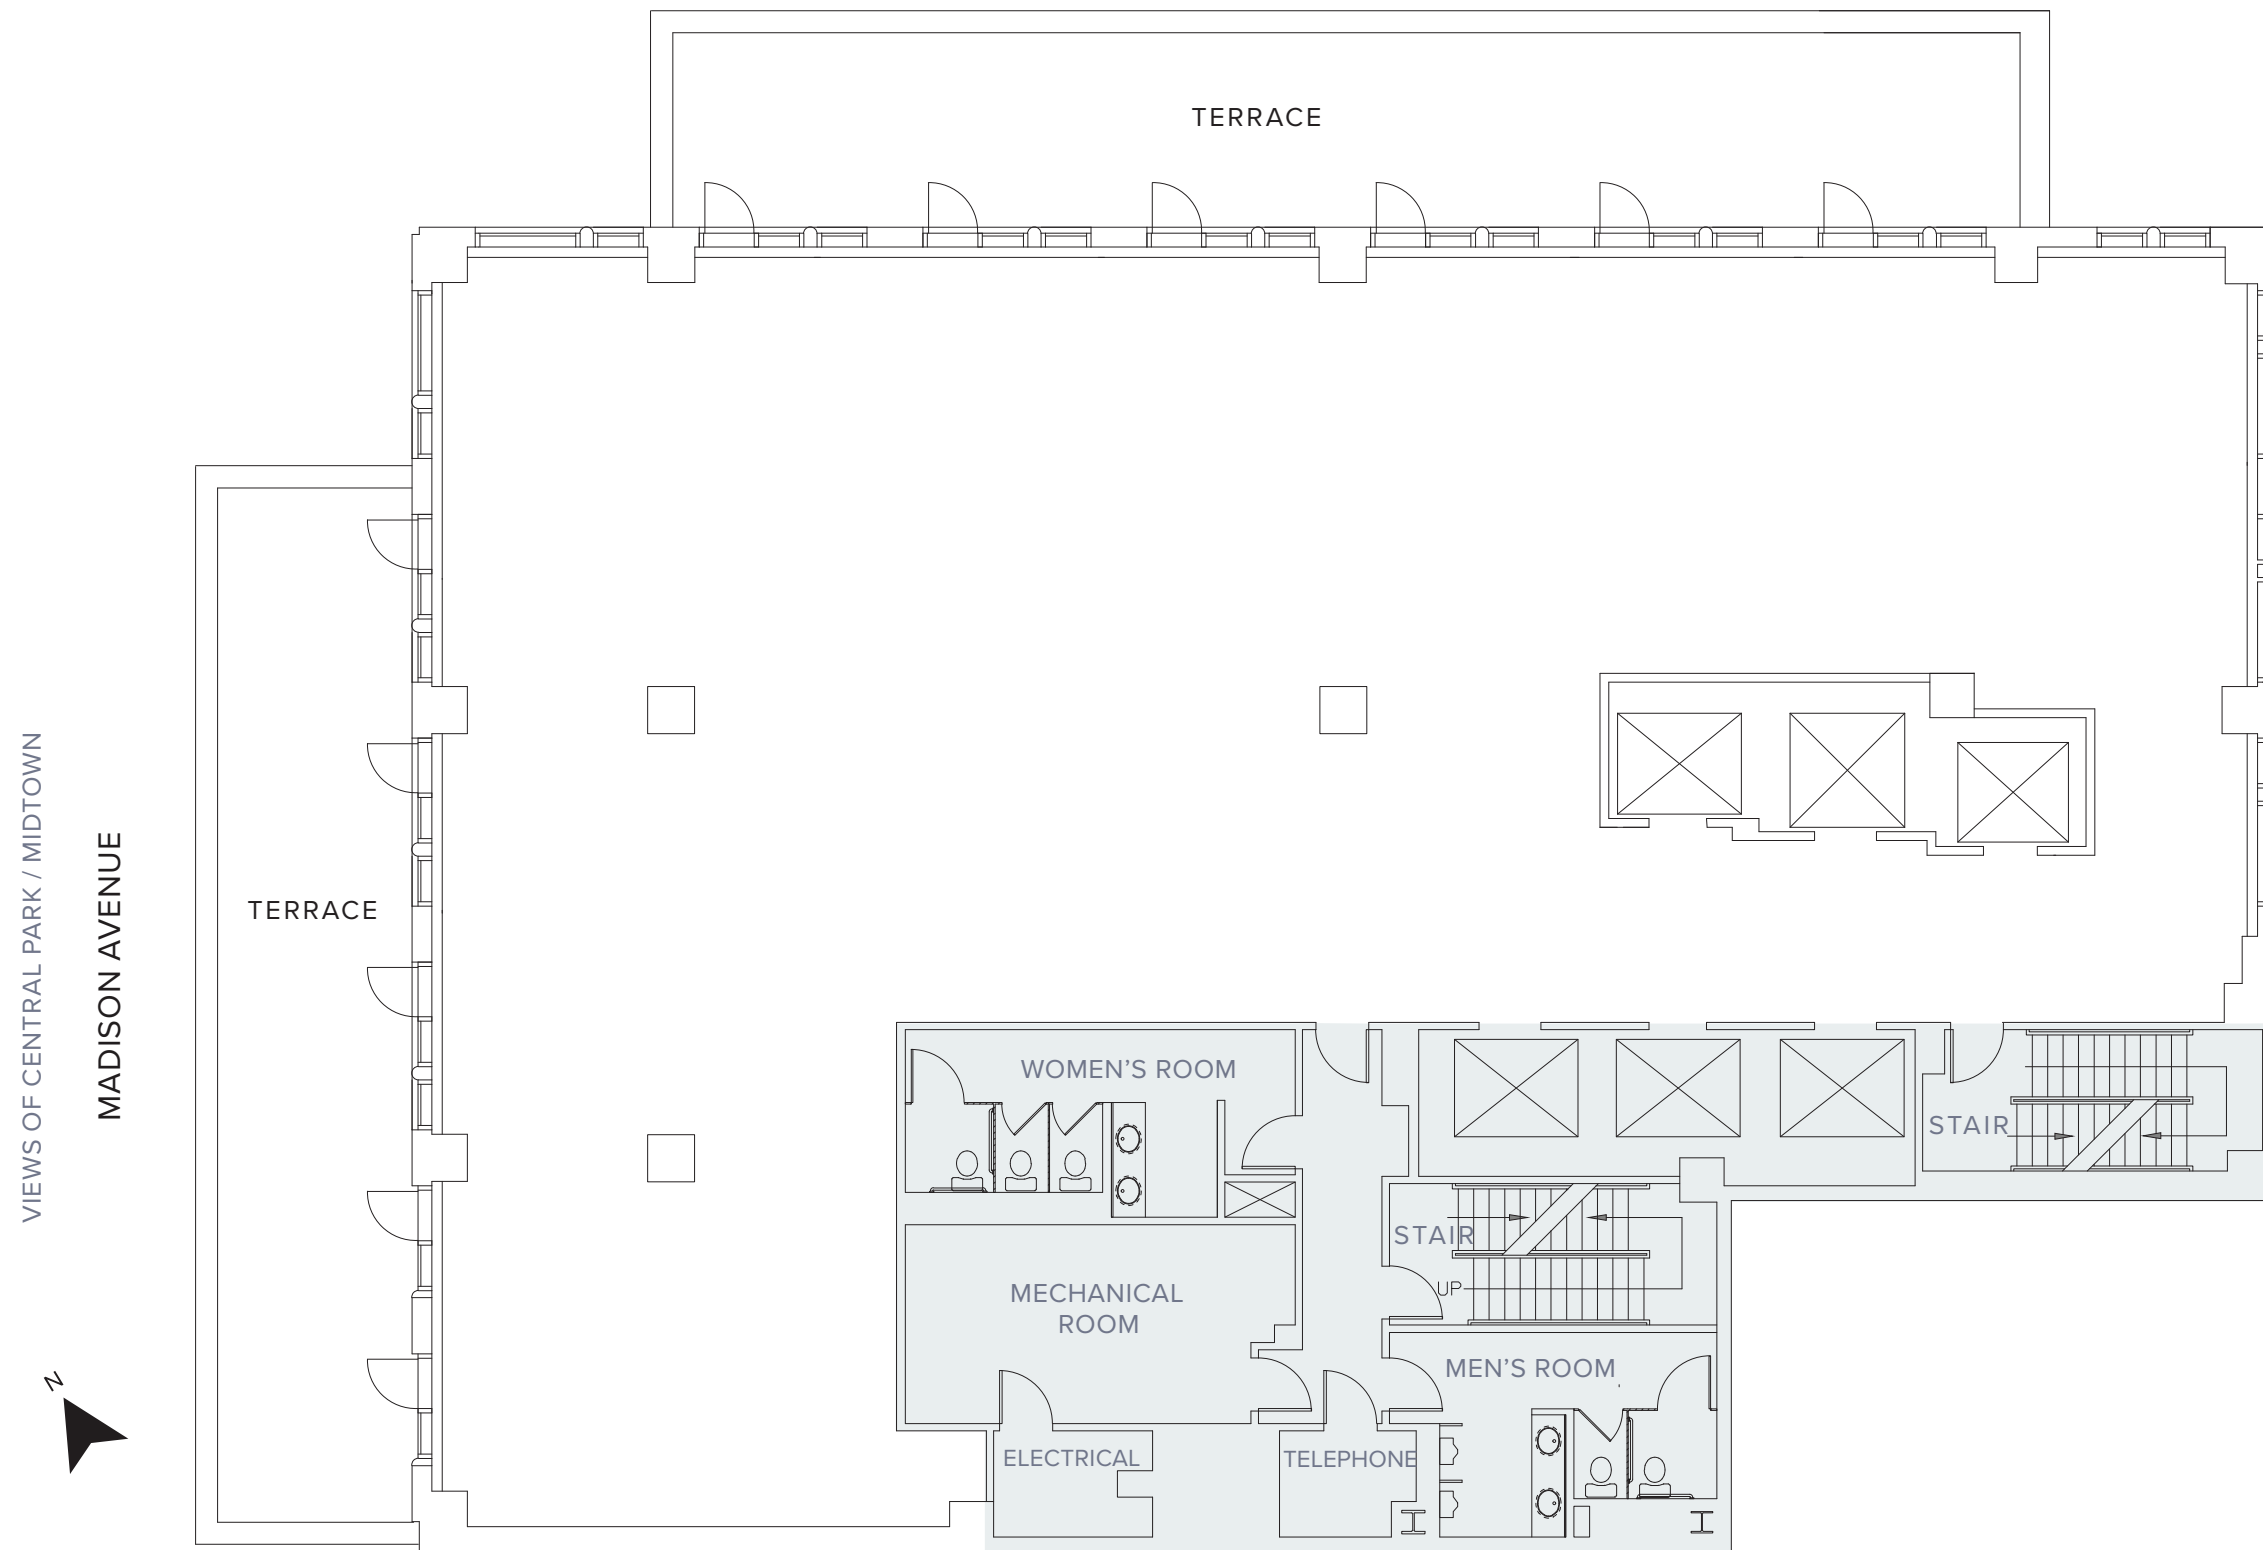 TERRACE
VIEWS OF CENTRAL PARK / MIDTOWN
MADISON AVENUE
TERRACE
WOMEN’S ROOM
STAIR
STAIR
UP
MECHANICAL
ROOM
MEN’S ROOM
N
ELECTRICAL
TELEPHONE